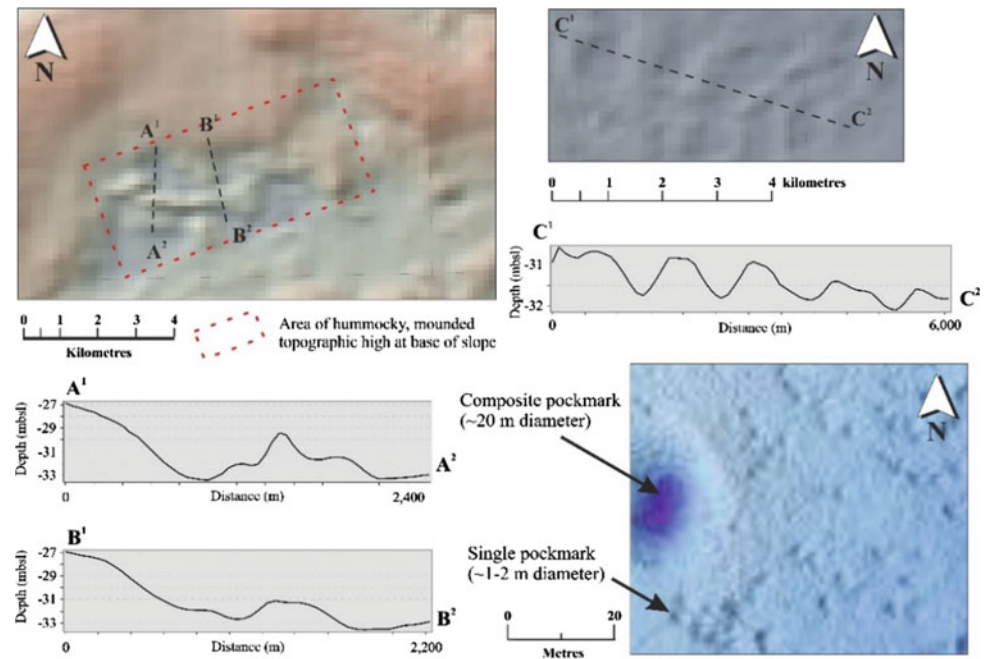 N
A¹
B¹
A²
B²
0 1 2 3 4
Kilometres
Area of hummocky, mounded
topographic high at base of slope
C¹
N
C²
0 1 2 3 4 kilometres
C¹
Depth (mbsl)
-31
-32
C²
0 Distance (m) 6,000
A¹
Depth (mbsl)
-27
-29
-31
-33
A²
0 Distance (m) 2,400
B¹
Depth (mbsl)
-27
-29
-31
-33
B²
0 Distance (m) 2,200
Composite pockmark
(~20 m diameter)
N
Single pockmark
(~1-2 m diameter)
0 20
Metres